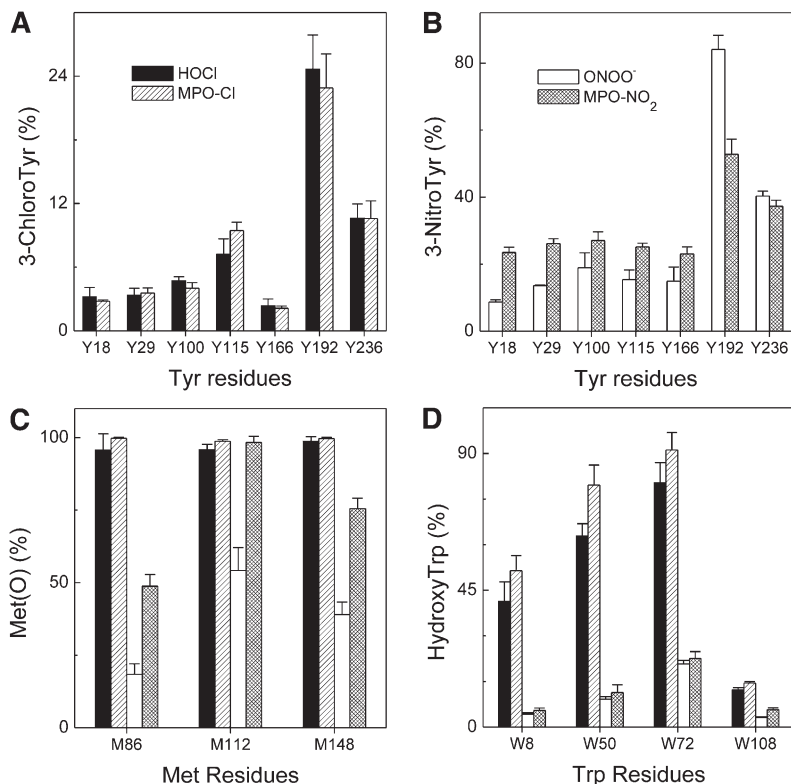 A
HOCl
MPO-Cl
3-ChloroTyr (%)
24
12
0
Y18 Y29 Y100 Y115 Y166 Y192 Y236
Tyr residues
B
ONOO⁻
MPO-NO₂
3-NitroTyr (%)
80
40
0
Y18 Y29 Y100 Y115 Y166 Y192 Y236
Tyr residues
C
Met(O) (%)
100
50
0
M86 M112 M148
Met Residues
D
HydroxyTrp (%)
90
45
0
W8 W50 W72 W108
Trp Residues